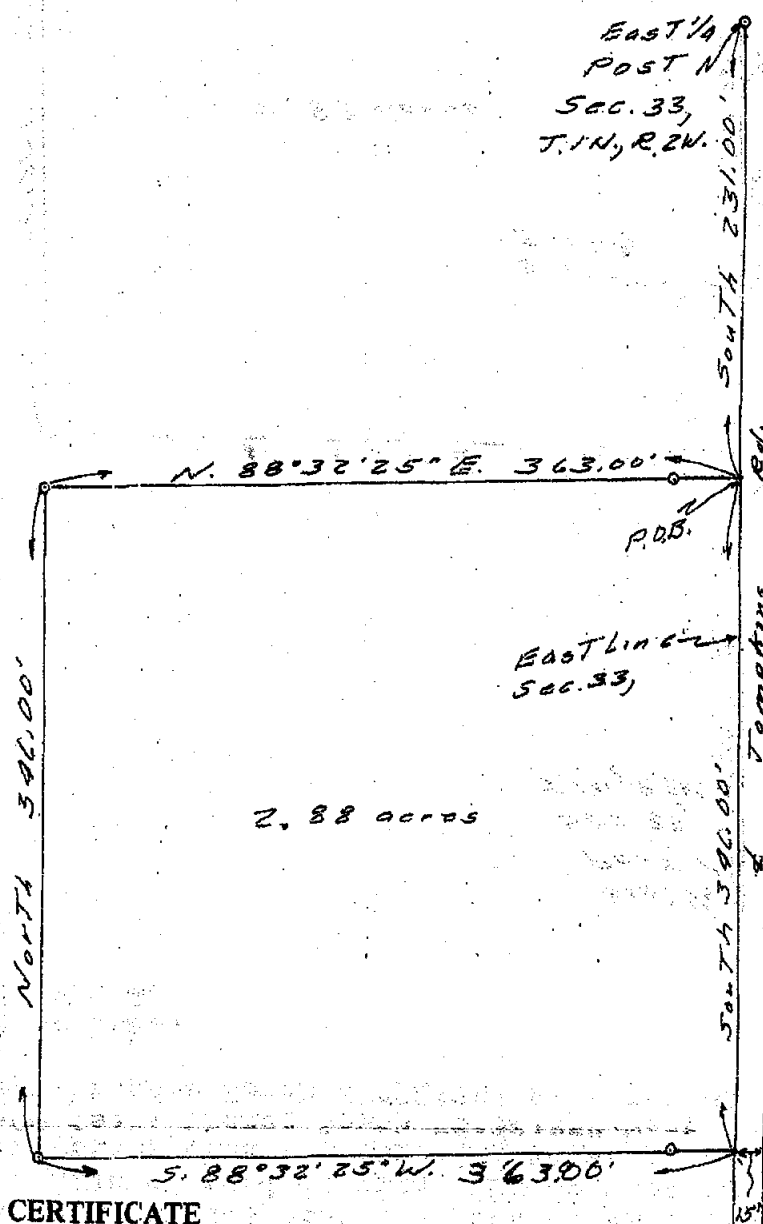 East 1/4
Post N
Sec. 33,
T.1N., R.2W.
South 231.00'
N. 88°32'25" E. 363.00'
P.O.B.
Rd.
East Line
Sec. 33,
Tompkins
North 346.00'
2.88 acres
South 346.00'
S. 88°32'25" W. 363.00'
CERTIFICATE